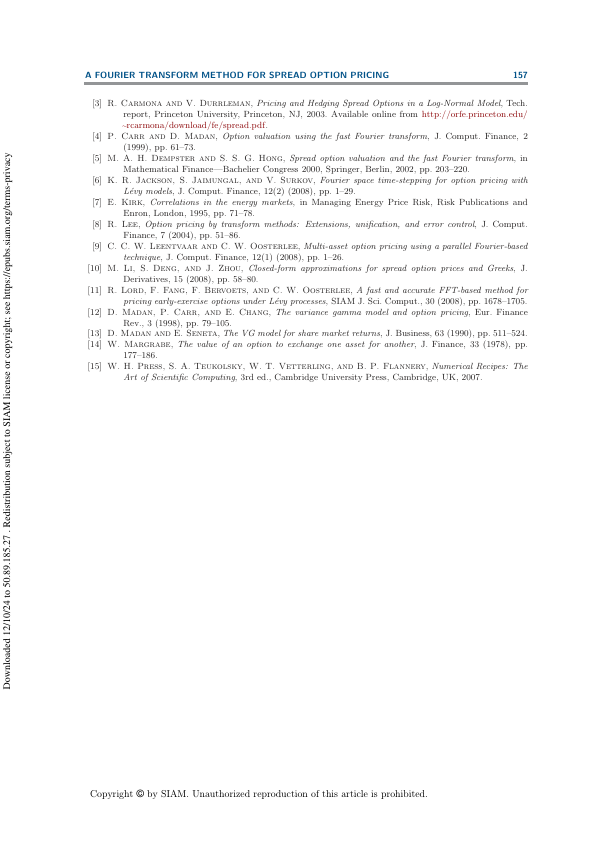 A FOURIER TRANSFORM METHOD FOR SPREAD OPTION PRICING 157
[3] R. CARMONA AND V. DURRLEMAN, Pricing and Hedging Spread Options in a Log-Normal Model, Tech.
report, Princeton University, Princeton, NJ, 2003. Available online from http://orfe.princeton.edu/
~rcarmona/download/fe/spread.pdf.
[4] P. CARR AND D. MADAN, Option valuation using the fast Fourier transform, J. Comput. Finance, 2
(1999), pp. 61–73.
[5] M. A. H. DEMPSTER AND S. S. G. HONG, Spread option valuation and the fast Fourier transform, in
Mathematical Finance—Bachelier Congress 2000, Springer, Berlin, 2002, pp. 203–220.
[6] K. R. JACKSON, S. JAIMUNGAL, AND V. SURKOV, Fourier space time-stepping for option pricing with
Lévy models, J. Comput. Finance, 12(2) (2008), pp. 1–29.
[7] E. KIRK, Correlations in the energy markets, in Managing Energy Price Risk, Risk Publications and
Enron, London, 1995, pp. 71–78.
[8] R. LEE, Option pricing by transform methods: Extensions, unification, and error control, J. Comput.
Finance, 7 (2004), pp. 51–86.
[9] C. C. W. LEENTVAAR AND C. W. OOSTERLEE, Multi-asset option pricing using a parallel Fourier-based
technique, J. Comput. Finance, 12(1) (2008), pp. 1–26.
[10] M. LI, S. DENG, AND J. ZHOU, Closed-form approximations for spread option prices and Greeks, J.
Derivatives, 15 (2008), pp. 58–80.
[11] R. LORD, F. FANG, F. BERVOETS, AND C. W. OOSTERLEE, A fast and accurate FFT-based method for
pricing early-exercise options under Lévy processes, SIAM J. Sci. Comput., 30 (2008), pp. 1678–1705.
[12] D. MADAN, P. CARR, AND E. CHANG, The variance gamma model and option pricing, Eur. Finance
Rev., 3 (1998), pp. 79–105.
[13] D. MADAN AND E. SENETA, The VG model for share market returns, J. Business, 63 (1990), pp. 511–524.
[14] W. MARGRABE, The value of an option to exchange one asset for another, J. Finance, 33 (1978), pp.
177–186.
[15] W. H. PRESS, S. A. TEUKOLSKY, W. T. VETTERLING, AND B. P. FLANNERY, Numerical Recipes: The
Art of Scientific Computing, 3rd ed., Cambridge University Press, Cambridge, UK, 2007.
Downloaded 12/10/24 to 50.89.185.27 . Redistribution subject to SIAM license or copyright; see https://epubs.siam.org/terms-privacy
Copyright © by SIAM. Unauthorized reproduction of this article is prohibited.